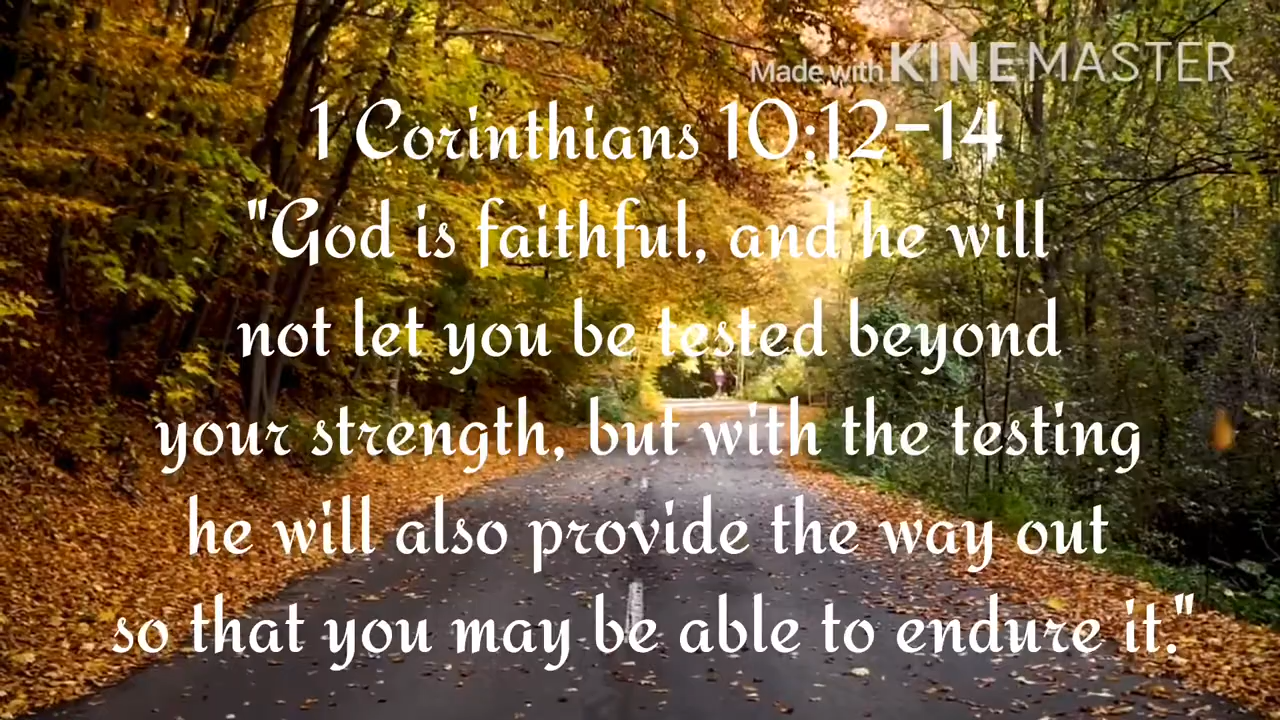 Made with KINEMASTER
1 Corinthians 10:12-14
"God is faithful, and he will
not let you be tested beyond
your strength, but with the testing
he will also provide the way out
so that you may be able to endure it."